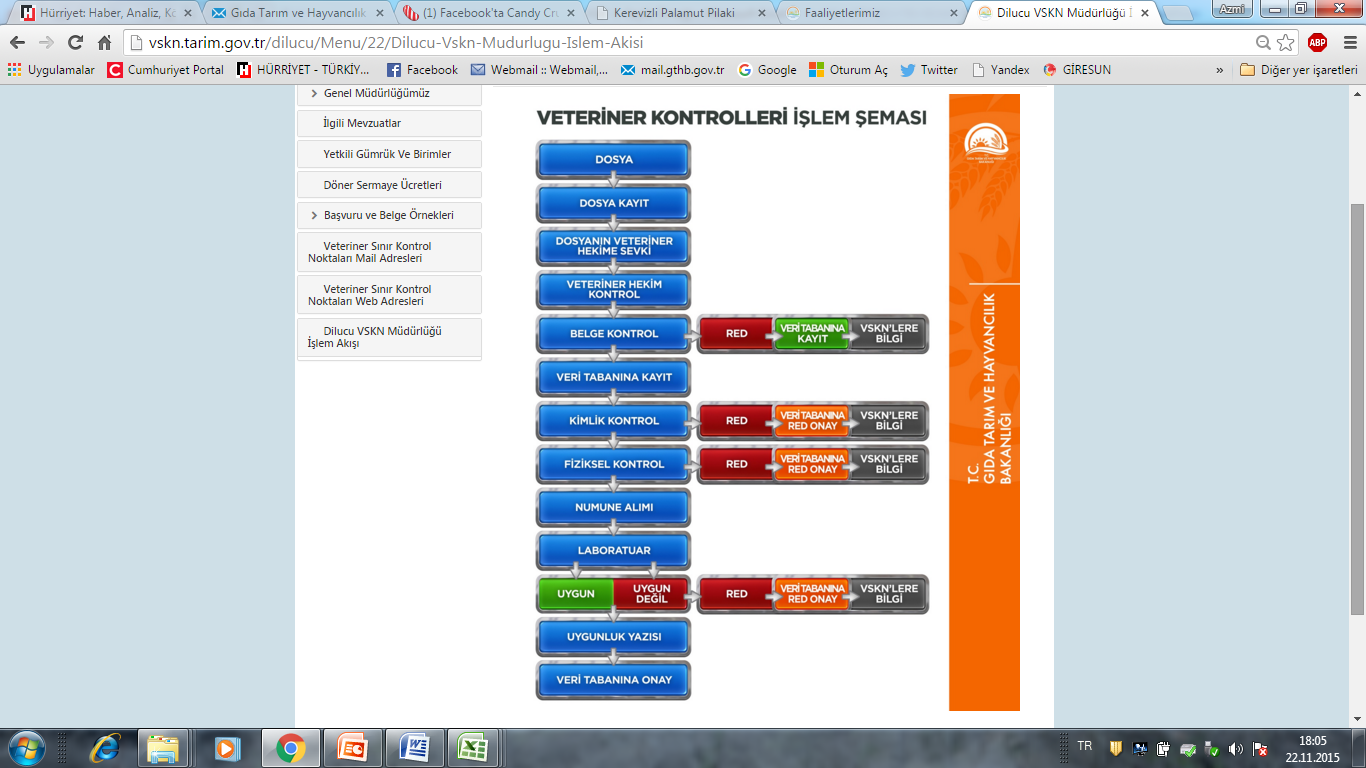 Hürriyet: Haber, Analiz, Kö
Gıda Tarım ve Hayvancılık
(1) Facebook'ta Candy Cru
Kerevizli Palamut Pilaki
Faaliyetlerimiz
Dilucu VSKN Müdürlüğü İ
Azmi
vskn.tarim.gov.tr/dilucu/Menu/22/Dilucu-Vskn-Mudurlugu-Islem-Akisi
ABP
Uygulamalar
Cumhuriyet Portal
HÜRRİYET - TÜRKİY...
Facebook
Webmail :: Webmail,...
mail.gthb.gov.tr
Google
Oturum Aç
Twitter
Yandex
GİRESUN
»
Diğer yer işaretleri
Genel Müdürlüğümüz
İlgili Mevzuatlar
Yetkili Gümrük Ve Birimler
Döner Sermaye Ücretleri
Başvuru ve Belge Örnekleri
Veteriner Sınır Kontrol
Noktaları Mail Adresleri
Veteriner Sınır Kontrol
Noktaları Web Adresleri
Dilucu VSKN Müdürlüğü
İşlem Akışı
VETERİNER KONTROLLERİ İŞLEM ŞEMASI
DOSYA
DOSYA KAYIT
DOSYANIN VETERİNER
HEKİME SEVKİ
VETERİNER HEKİM
KONTROL
BELGE KONTROL
RED
VERİ TABANINA
KAYIT
VSKN'LERE
BİLGİ
VERİ TABANINA KAYIT
KİMLİK KONTROL
RED
VERİ TABANINA
RED ONAY
VSKN'LERE
BİLGİ
FİZİKSEL KONTROL
RED
VERİ TABANINA
RED ONAY
VSKN'LERE
BİLGİ
NUMUNE ALIMI
LABORATUAR
UYGUN
UYGUN
DEĞİL
RED
VERİ TABANINA
RED ONAY
VSKN'LERE
BİLGİ
UYGUNLUK YAZISI
VERİ TABANINA ONAY
T.C.
GIDA TARIM VE HAYVANCILIK
BAKANLIĞI
TR
18:05
22.11.2015